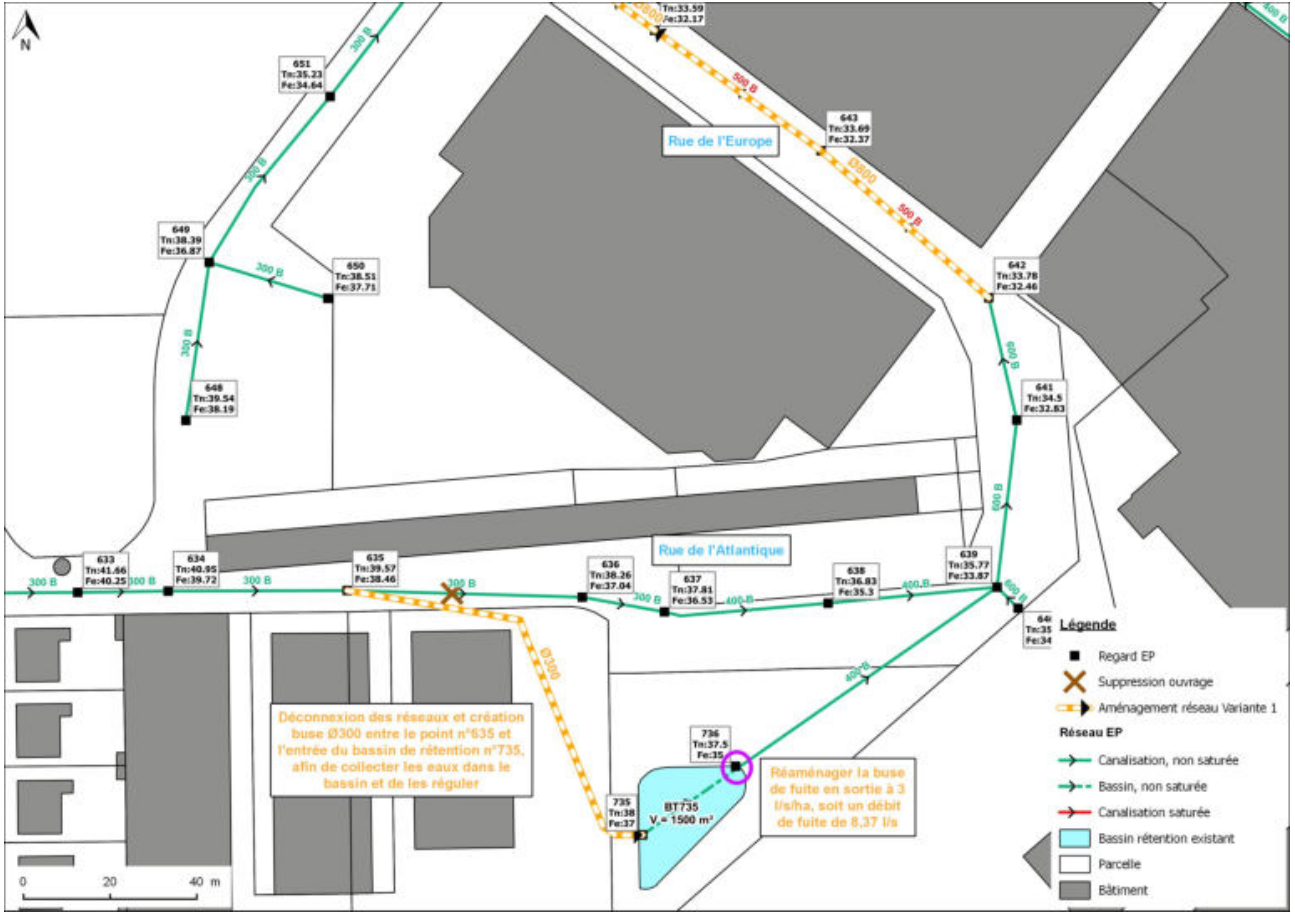 N
300 B
651
Tn:35.23
Fe:34.64
300 B
649
Tn:38.39
Fe:36.87
300 B
650
Tn:38.51
Fe:37.71
300 B
648
Tn:39.54
Fe:38.19
Ø800
Tn:33.59
Fe:32.17
400 B
500 B
643
Tn:33.69
Fe:32.37
Rue de l'Europe
Ø800
500 B
642
Tn:33.78
Fe:32.46
600 B
641
Tn:34.5
Fe:32.83
600 B
300 B
633
Tn:41.66
Fe:40.25
300 B
634
Tn:40.95
Fe:39.72
300 B
635
Tn:39.57
Fe:38.46
300 B
636
Tn:38.26
Fe:37.04
300 B
Rue de l'Atlantique
637
Tn:37.81
Fe:36.53
400 B
638
Tn:36.83
Fe:35.3
400 B
639
Tn:35.77
Fe:33.87
600 B
Ø300
400 B
Déconnexion des réseaux et création
buse Ø300 entre le point n°635 et
l'entrée du bassin de rétention n°735,
afin de collecter les eaux dans le
bassin et de les réguler
736
Tn:37.5
Fe:35
735
Tn:38
Fe:37
BT735
V = 1500 m³
Réaménager la buse
de fuite en sortie à 3
l/s/ha, soit un débit
de fuite de 8,37 l/s
0 20 40 m
Légende
Regard EP
Suppression ouvrage
Aménagement réseau Variante 1
Réseau EP
Canalisation, non saturée
Bassin, non saturée
Canalisation saturée
Bassin rétention existant
Parcelle
Bâtiment